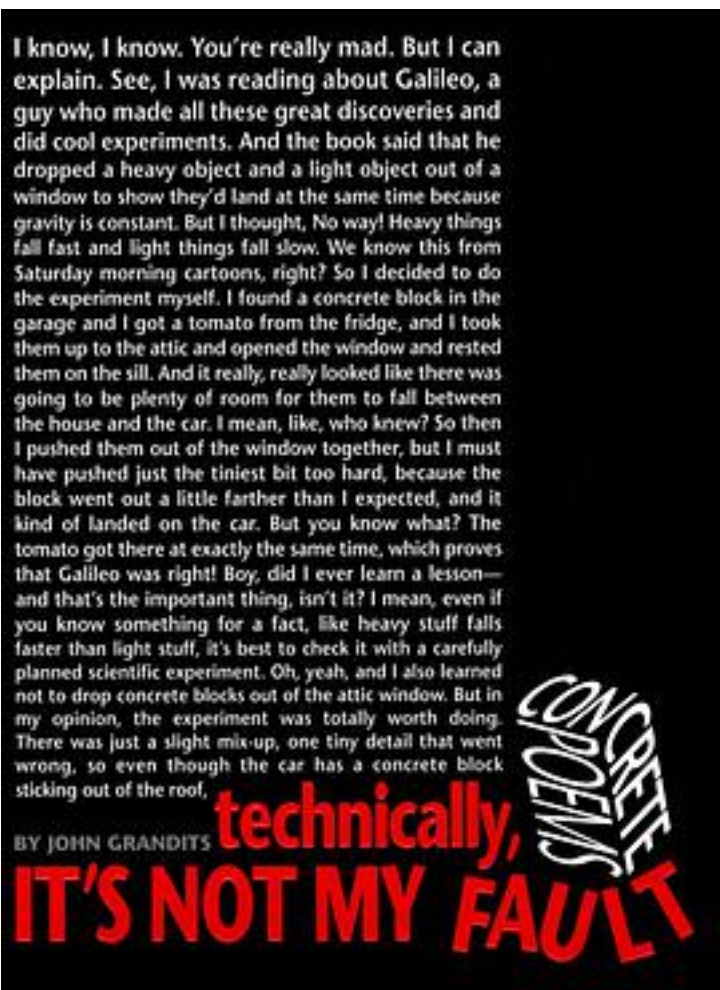 I know, I know. You're really mad. But I can
explain. See, I was reading about Galileo, a
guy who made all these great discoveries and
did cool experiments. And the book said that he
dropped a heavy object and a light object out of a
window to show they'd land at the same time because
gravity is constant. But I thought, No way! Heavy things
fall fast and light things fall slow. We know this from
Saturday morning cartoons, right? So I decided to do
the experiment myself. I found a concrete block in the
garage and I got a tomato from the fridge, and I took
them up to the attic and opened the window and rested
them on the sill. And it really, really looked like there was
going to be plenty of room for them to fall between
the house and the car. I mean, like, who knew? So then
I pushed them out of the window together, but I must
have pushed just the tiniest bit too hard, because the
block went out a little farther than I expected, and it
kind of landed on the car. But you know what? The
tomato got there at exactly the same time, which proves
that Galileo was right! Boy, did I ever learn a lesson—
and that's the important thing, isn't it? I mean, even if
you know something for a fact, like heavy stuff falls
faster than light stuff, it's best to check it with a carefully
planned scientific experiment. Oh, yeah, and I also learned
not to drop concrete blocks out of the attic window. But in
my opinion, the experiment was totally worth doing.
There was just a slight mix-up, one tiny detail that went
wrong, so even though the car has a concrete block
sticking out of the roof,
technically,
IT'S NOT MY FAULT
CONCRETE
POEMS
BY JOHN GRANDITS